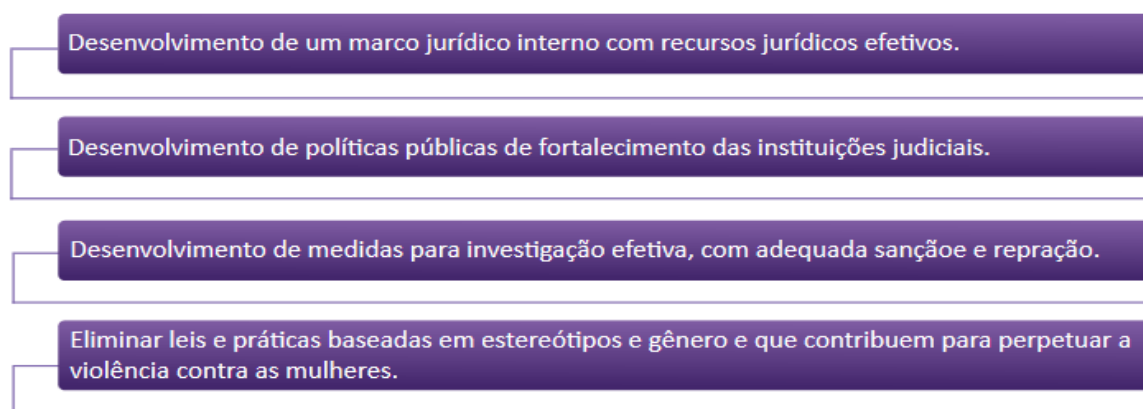 Desenvolvimento de um marco jurídico interno com recursos jurídicos efetivos.
Desenvolvimento de políticas públicas de fortalecimento das instituições judiciais.
Desenvolvimento de medidas para investigação efetiva, com adequada sançãoe e repração.
Eliminar leis e práticas baseadas em estereótipos e gênero e que contribuem para perpetuar a
violência contra as mulheres.